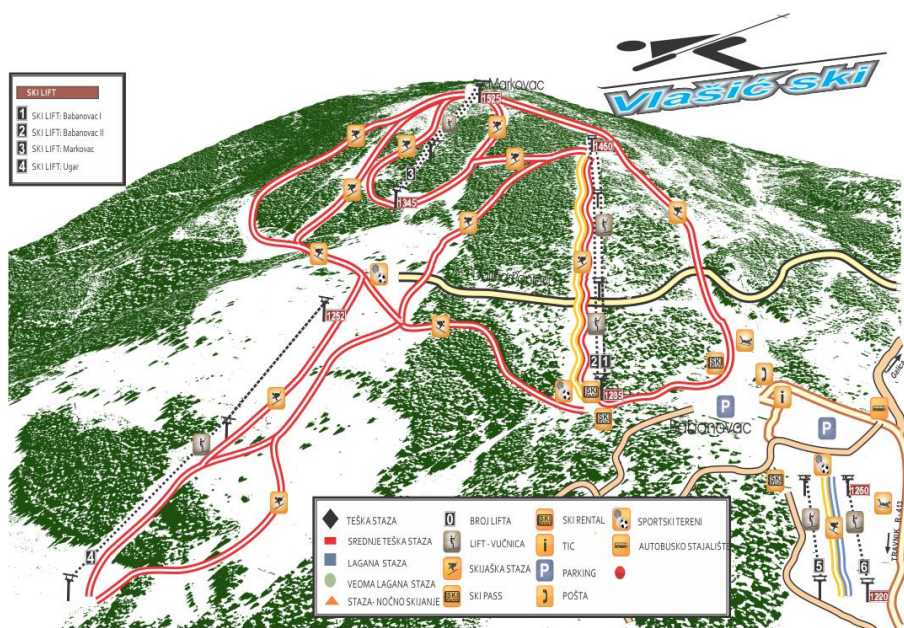 Vlašić ski
Markovac
1525
SKI LIFT
1 SKI LIFT: Babanovac I
2 SKI LIFT: Babanovac II
3 SKI LIFT: Markovac
4 SKI LIFT: Ugar
1450
3
1345
1252
2 1
1285
Babanovac
P
i
P
SKI
1260
TRAVNIK R-411
4
5
6
1220
TEŠKA STAZA
SREDNJE TEŠKA STAZA
LAGANA STAZA
VEOMA LAGANA STAZA
STAZA- NOĆNO SKIJANJE
0 BROJ LIFTA
LIFT - VUČNICA
SKIJAŠKA STAZA
SKI PASS
SKI RENTAL
TIC
PARKING
POŠTA
SPORTSKI TERENI
AUTOBUSKO STAJALIŠTE